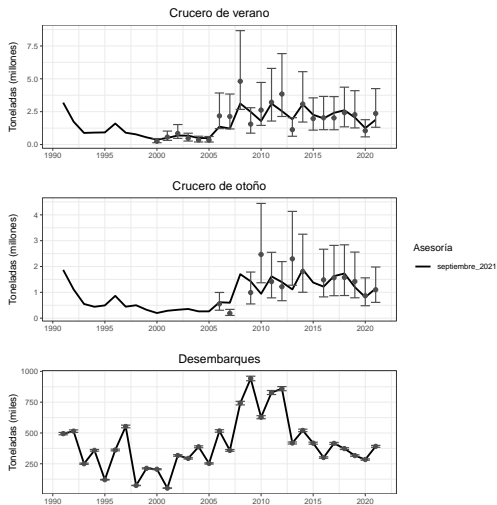 Crucero de verano
Toneladas (millones)
7.5
5.0
2.5
0.0
1990 1995 2000 2005 2010 2015 2020
Crucero de otoño
Toneladas (millones)
4
3
2
1
0
1990 1995 2000 2005 2010 2015 2020
Asesoría
septiembre_2021
Desembarques
Toneladas (miles)
1000
750
500
250
1990 1995 2000 2005 2010 2015 2020